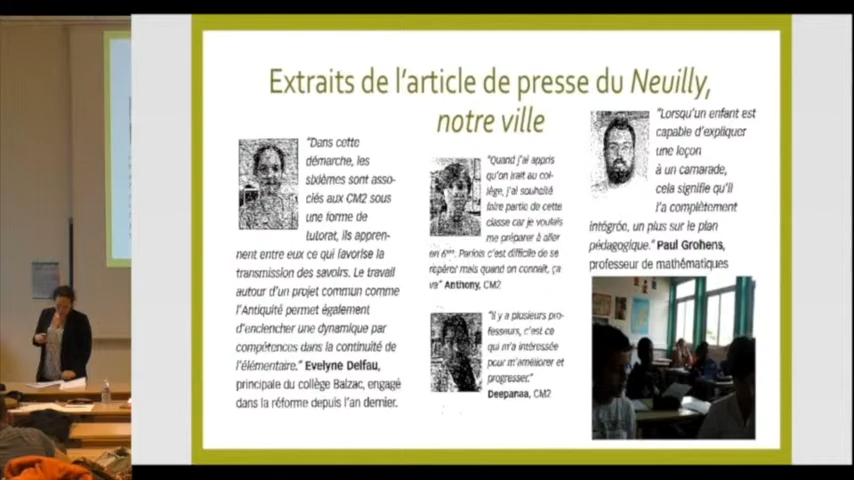 Extraits de l'article de presse du Neuilly,
notre ville
"Dans cette
démarche, les
sixièmes sont asso-
ciés aux CM2 sous
une forme de
tutorat, ils appren-
nent entre eux ce qui favorise la
transmission des savoirs. Le travail
autour d'un projet commun comme
l'Antiquité permet également
d'enclencher une dynamique par
compétences dans la continuité de
l'élémentaire." Evelyne Delfau,
principale du collège Balzac, engagé
dans la réforme depuis l'an dernier.
"Quand j'ai appris
qu'on irait au col-
lège, j'ai souhaité
faire partie de cette
classe car je voulais
me préparer à aller
en 6ème. Parfois c'est difficile de se
repérer mais quand on connaît, ça
va" Anthony, CM2
"Il y a plusieurs pro-
fesseurs, c'est ce
qui m'a intéressée
pour m'améliorer et
progresser."
Deepanaa, CM2
"Lorsqu'un enfant est
capable d'expliquer
une leçon
à un camarade,
cela signifie qu'il
l'a complètement
intégrée, un plus sur le plan
pédagogique." Paul Grohens,
professeur de mathématiques